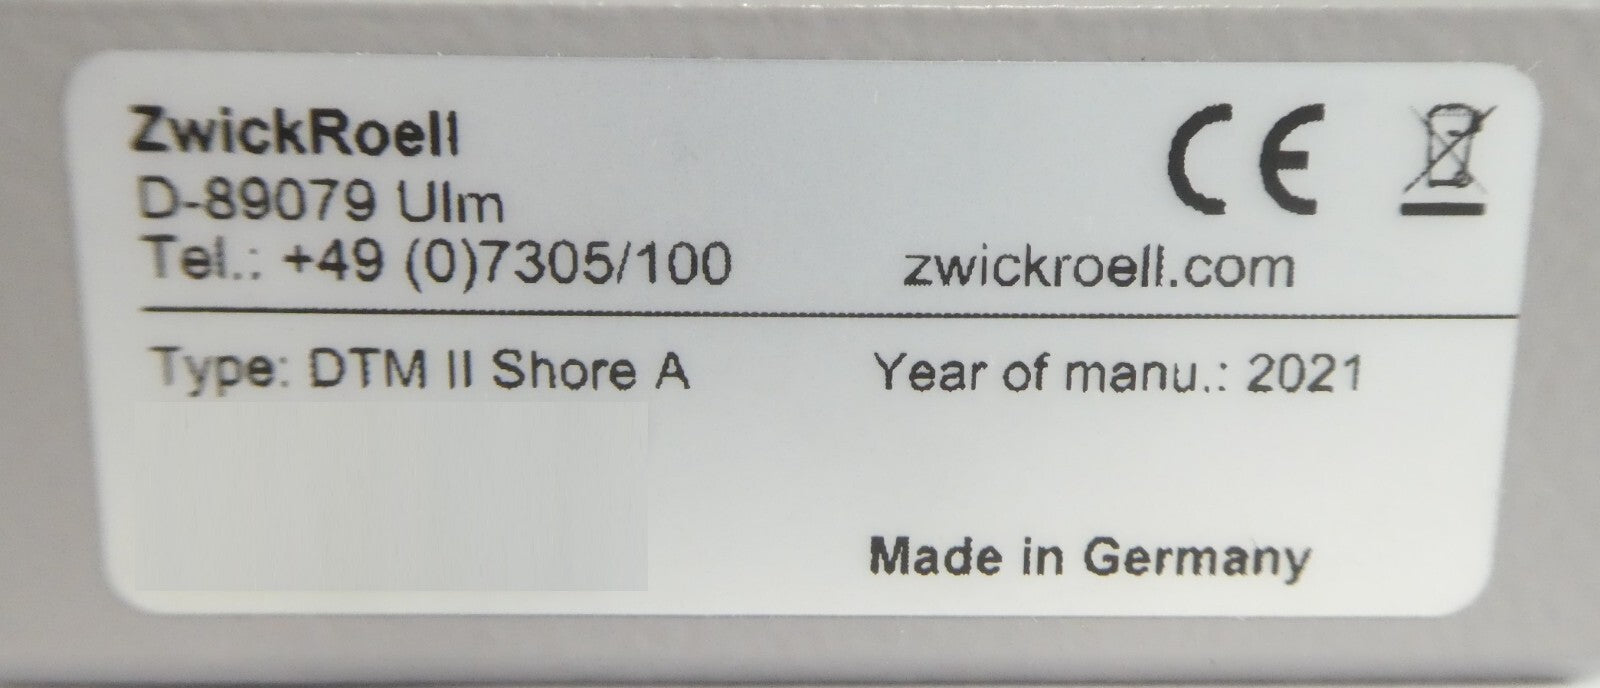 ZwickRoell
D-89079 Ulm
Tel.: +49 (0)7305/100
zwickroell.com
CE
Type: DTM II Shore A
Year of manu.: 2021
Made in Germany